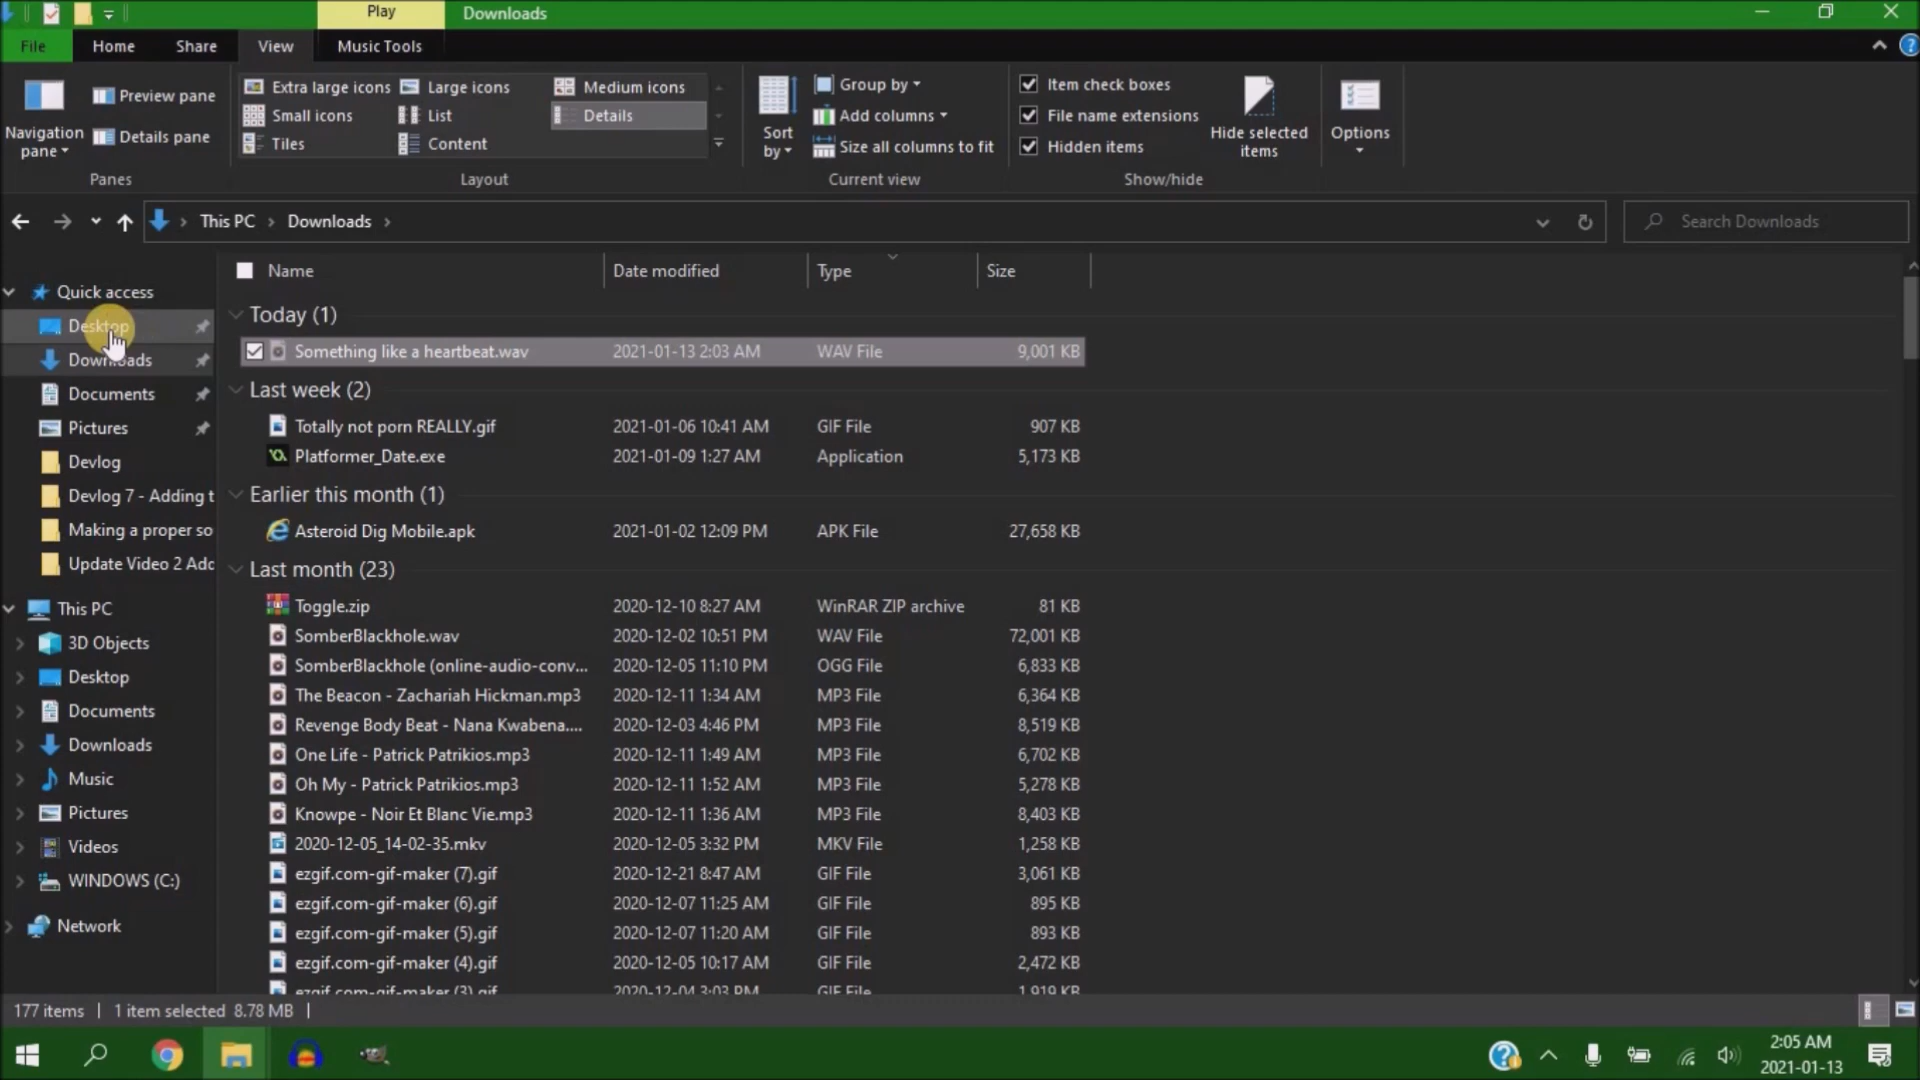 Play
Downloads
File
Home
Share
View
Music Tools
Navigation pane
Preview pane
Details pane
Panes
Extra large icons
Large icons
Medium icons
Small icons
List
Details
Tiles
Content
Layout
Sort by
Group by
Add columns
Size all columns to fit
Current view
Item check boxes
File name extensions
Hidden items
Hide selected items
Show/hide
Options
This PC > Downloads >
Search Downloads
Quick access
Desktop
Downloads
Documents
Pictures
Devlog
Devlog 7 - Adding t
Making a proper so
Update Video 2 Add
This PC
3D Objects
Desktop
Documents
Downloads
Music
Pictures
Videos
WINDOWS (C:)
Network
Name Date modified Type Size
Today (1)
Something like a heartbeat.wav 2021-01-13 2:03 AM WAV File 9,001 KB
Last week (2)
Totally not porn REALLY.gif 2021-01-06 10:41 AM GIF File 907 KB
Platformer_Date.exe 2021-01-09 1:27 AM Application 5,173 KB
Earlier this month (1)
Asteroid Dig Mobile.apk 2021-01-02 12:09 PM APK File 27,658 KB
Last month (23)
Toggle.zip 2020-12-10 8:27 AM WinRAR ZIP archive 81 KB
SomberBlackhole.wav 2020-12-02 10:51 PM WAV File 72,001 KB
SomberBlackhole (online-audio-conv... 2020-12-05 11:10 PM OGG File 6,833 KB
The Beacon - Zachariah Hickman.mp3 2020-12-11 1:34 AM MP3 File 6,364 KB
Revenge Body Beat - Nana Kwabena.... 2020-12-03 4:46 PM MP3 File 8,519 KB
One Life - Patrick Patrikios.mp3 2020-12-11 1:49 AM MP3 File 6,702 KB
Oh My - Patrick Patrikios.mp3 2020-12-11 1:52 AM MP3 File 5,278 KB
Knowpe - Noir Et Blanc Vie.mp3 2020-12-11 1:36 AM MP3 File 8,403 KB
2020-12-05_14-02-35.mkv 2020-12-05 3:32 PM MKV File 1,258 KB
ezgif.com-gif-maker (7).gif 2020-12-21 8:47 AM GIF File 3,061 KB
ezgif.com-gif-maker (6).gif 2020-12-07 11:25 AM GIF File 895 KB
ezgif.com-gif-maker (5).gif 2020-12-07 11:20 AM GIF File 893 KB
ezgif.com-gif-maker (4).gif 2020-12-05 10:17 AM GIF File 2,472 KB
ezgif.com-gif-maker (3).gif 2020-12-04 3:03 PM GIF File 1,919 KB
177 items 1 item selected 8.78 MB
2:05 AM
2021-01-13